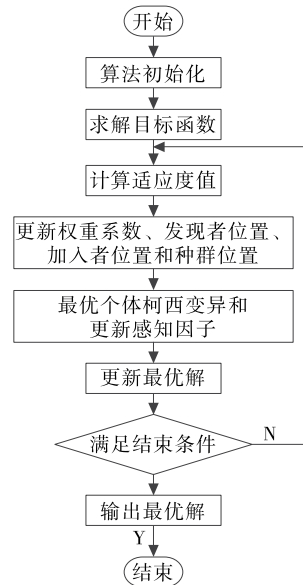 开始
算法初始化
求解目标函数
计算适应度值
更新权重系数、发现者位置、
加入者位置和种群位置
最优个体柯西变异和
更新感知因子
更新最优解
满足结束条件
N
输出最优解
Y
结束